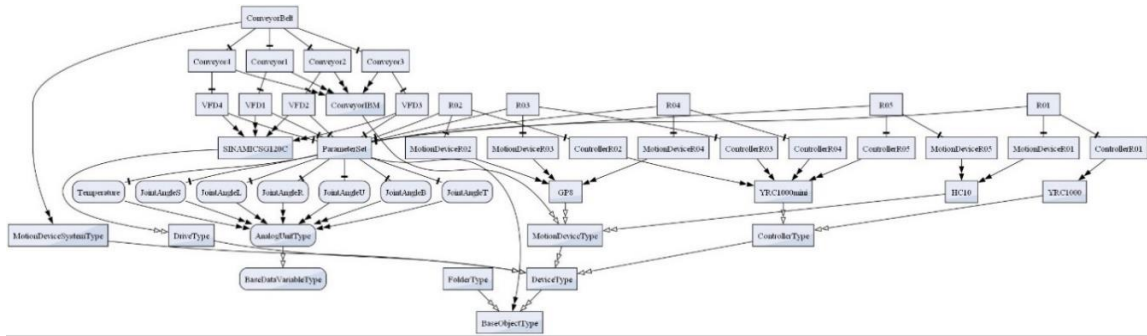 ConveyorBelt
Conveyor4 Conveyor1 Conveyor2 Conveyor3
VFD4 VFD1 VFD2 ConveyorIBM VFD3 R02 R03 R04 R05 R01
SINAMICSG120C ParameterSet MotionDeviceR02 MotionDeviceR03 ControllerR02 MotionDeviceR04 ControllerR03 ControllerR04 ControllerR05 MotionDeviceR05 MotionDeviceR01 ControllerR01
Temperature JointAngleS JointAngleL JointAngleR JointAngleU JointAngleB JointAngleT GP8 YRC1000mini HC10 YRC1000
MotionDeviceSystemType DriveType AnalogUnitType MotionDeviceType ControllerType
BaseDataVariableType FolderType DeviceType
BaseObjectType